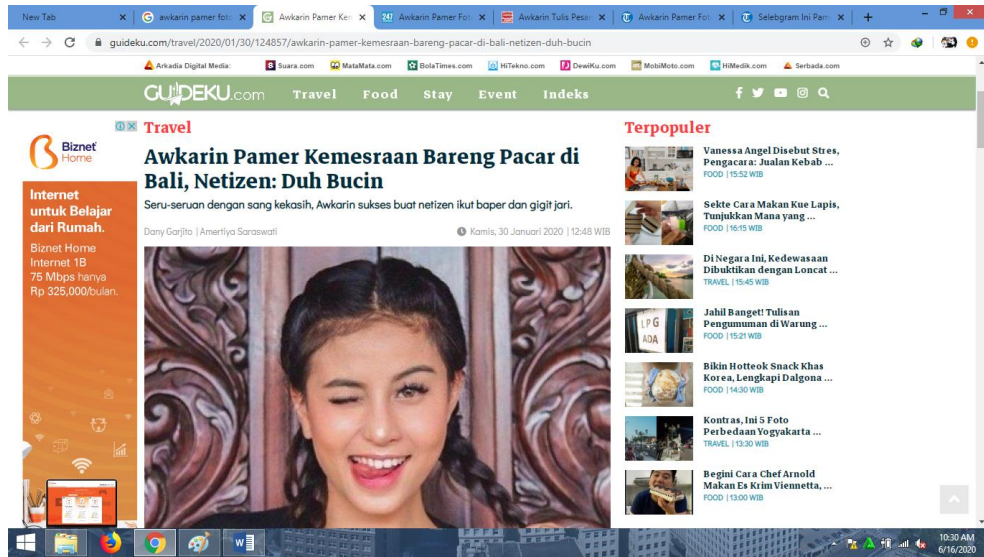 New Tab
awkarin pamer foto
Awkarin Pamer Ker
Awkarin Pamer Fot
Awkarin Tulis Pesan
Awkarin Pamer Fot
Selebgram Ini Pam
guideku.com/travel/2020/01/30/124857/awkarin-pamer-kemesraan-bareng-pacar-di-bali-netizen-duh-bucin
Arkadia Digital Media: Suara.com MataMata.com BolaTimes.com HiTekno.com DewiKu.com MobiMoto.com HiMedik.com Serbada.com
GUIDEKU.com Travel Food Stay Event Indeks
Biznet
Home
Internet
untuk Belajar
dari Rumah.
Biznet Home
Internet 1B
75 Mbps hanya
Rp 325,000/bulan.
Travel
Awkarin Pamer Kemesraan Bareng Pacar di
Bali, Netizen: Duh Bucin
Seru-seruan dengan sang kekasih, Awkarin sukses buat netizen ikut baper dan gigit jari.
Dany Garjito | Amertiya Saraswati
Kamis, 30 Januari 2020 | 12:48 WIB
Terpopuler
Vanessa Angel Disebut Stres,
Pengacara: Jualan Kebab ...
FOOD | 15:52 WIB
Sekte Cara Makan Kue Lapis,
Tunjukkan Mana yang ...
FOOD | 16:15 WIB
Di Negara Ini, Kedewasaan
Dibuktikan dengan Loncat ...
TRAVEL | 15:45 WIB
LPG
ADA
Jahil Banget! Tulisan
Pengumuman di Warung ...
FOOD | 15:21 WIB
Bikin Hotteok Snack Khas
Korea, Lengkapi Dalgona ...
FOOD | 14:30 WIB
Kontras, Ini 5 Foto
Perbedaan Yogyakarta ...
TRAVEL | 13:30 WIB
Begini Cara Chef Arnold
Makan Es Krim Viennetta, ...
FOOD | 13:00 WIB
10:30 AM
6/16/2020